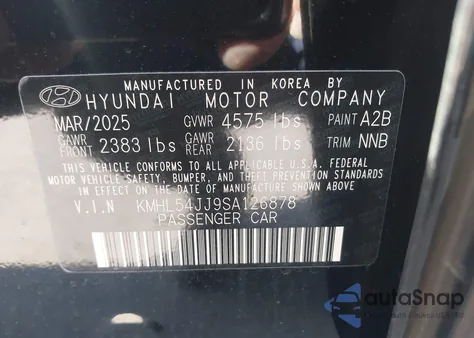 MANUFACTURED IN KOREA BY
HYUNDAI MOTOR COMPANY
MAR/2025 GVWR 4575 lbs PAINT A2B
GAWR FRONT 2383 lbs GAWR REAR 2136 lbs TRIM NNB
THIS VEHICLE CONFORMS TO ALL APPLICABLE U.S.A. FEDERAL
MOTOR VEHICLE SAFETY, BUMPER, AND THEFT PREVENTION STANDARDS
IN EFFECT ON THE DATE OF MANUFACTURE SHOWN ABOVE.
V.I.N KMHL54JJ9SA126878
PASSENGER CAR
autoSnap